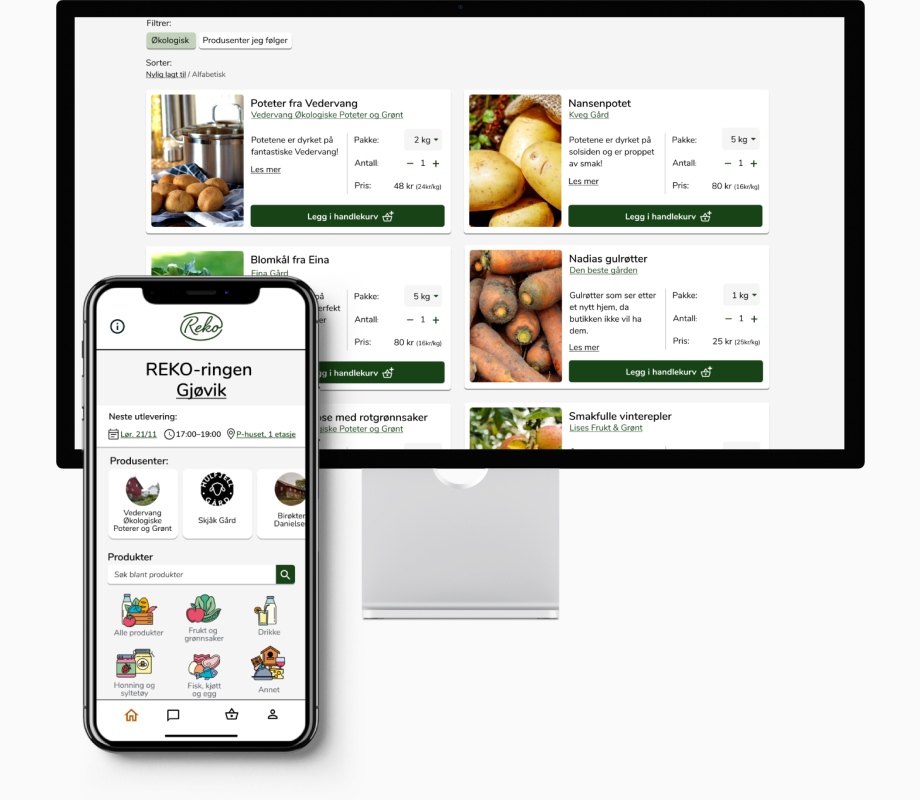 Filtrer:
Økologisk
Produsenter jeg følger
Sorter:
Nylig lagt til / Alfabetisk
Poteter fra Vedervang
Vedervang Økologiske Poteter og Grønt
Potetene er dyrket på
fantastiske Vedervang!
Les mer
Pakke: 2 kg
Antall: − 1 +
Pris: 48 kr (24kr/kg)
Legg i handlekurv
Nansenpotet
Kveg Gård
Potetene er dyrket på
solsiden og er proppet
av smak!
Les mer
Pakke: 5 kg
Antall: − 1 +
Pris: 80 kr (16kr/kg)
Legg i handlekurv
Blomkål fra Eina
Eina Gård
på
erfekt
er
Pakke: 5 kg
Antall: − 1 +
Pris: 80 kr (16kr/kg)
gg i handlekurv
Nadias gulrøtter
Den beste gården
Gulrøtter som ser etter
et nytt hjem, da
butikken ikke vil ha
dem.
Les mer
Pakke: 1 kg
Antall: − 1 +
Pris: 25 kr (25kr/kg)
Legg i handlekurv
ose med rotgrønnsaker
iske Poteter og Grønt
Smakfulle vinterepler
Lises Frukt & Grønt
Reko
REKO-ringen
Gjøvik
Neste utlevering:
Lør. 21/11 17:00–19:00 P-huset, 1 etasje
Produsenter:
Vedervang
Økologiske
Poterer og Grønt
HULFJELL
GÅRD
Skjåk Gård
Birøkter
Danielse
Produkter
Søk blant produkter
Alle produkter
Frukt og
grønnsaker
Drikke
Honning og
syltetøy
Fisk, kjøtt
og egg
Annet